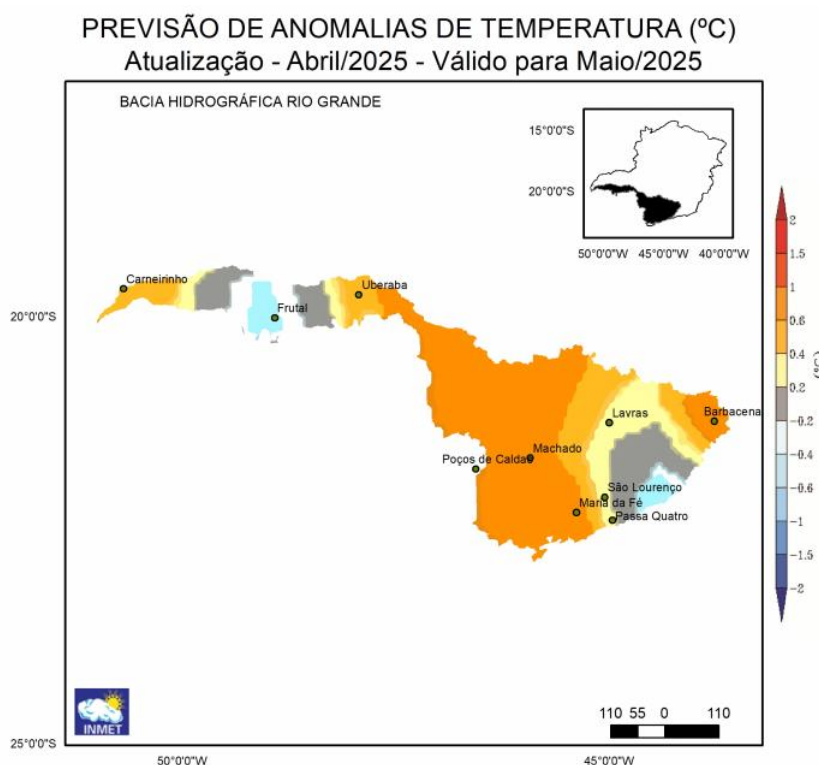 PREVISÃO DE ANOMALIAS DE TEMPERATURA (ºC)
Atualização - Abril/2025 - Válido para Maio/2025
BACIA HIDROGRÁFICA RIO GRANDE
15°0'0"S
20°0'0"S
50°0'0"W 45°0'0"W 40°0'0"W
2
1.5
1
0.6
0.4
0.2
-0.2
-0.4
-0.6
-1
-1.5
-2
(ºC)
Carneirinho
Uberaba
Frutal
20°0'0"S
Lavras
Barbacena
Machado
Poços de Caldas
São Lourenço
Maria da Fé
Passa Quatro
INMET
110 55 0 110
25°0'0"S
50°0'0"W 45°0'0"W